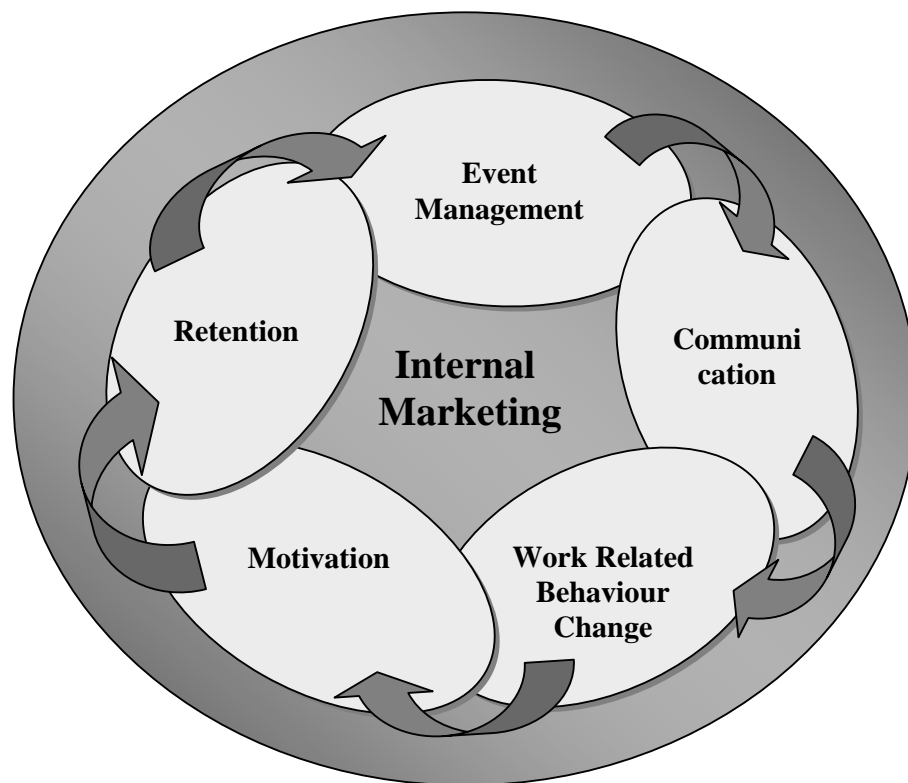 Event
Management
Retention
Internal
Marketing
Communi
cation
Motivation
Work Related
Behaviour
Change